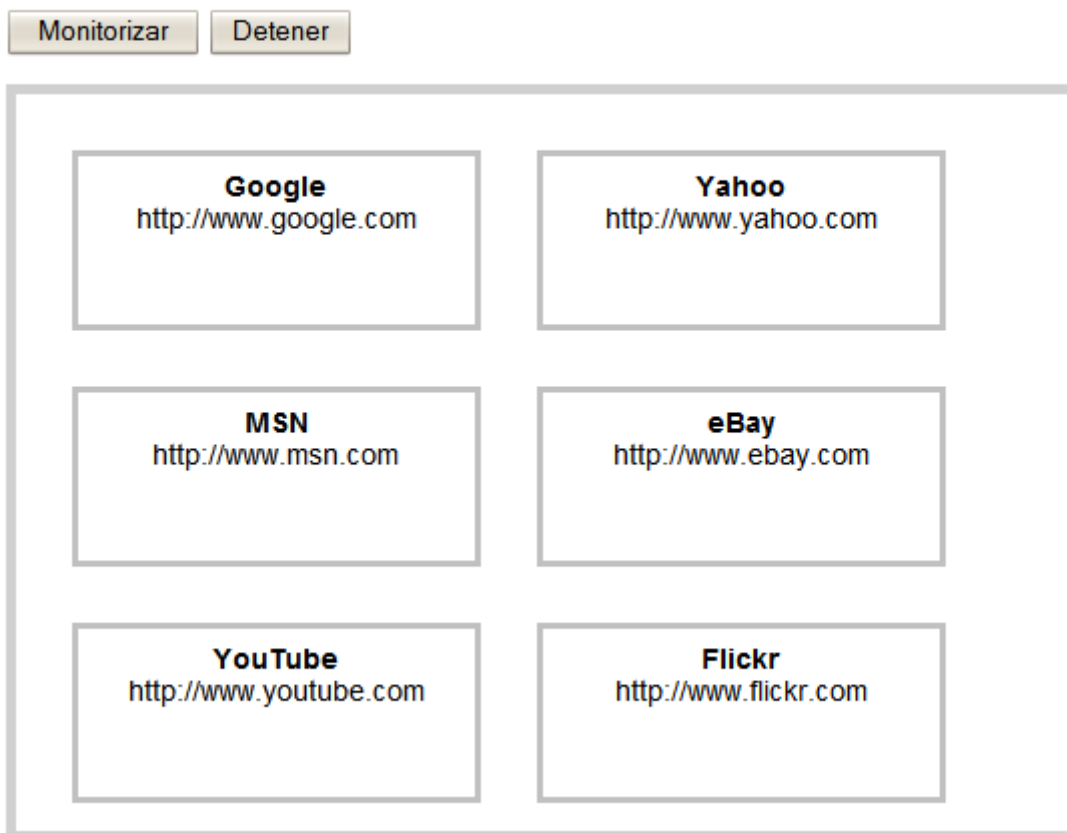 Monitorizar Detener
Google
http://www.google.com
Yahoo
http://www.yahoo.com
MSN
http://www.msn.com
eBay
http://www.ebay.com
YouTube
http://www.youtube.com
Flickr
http://www.flickr.com